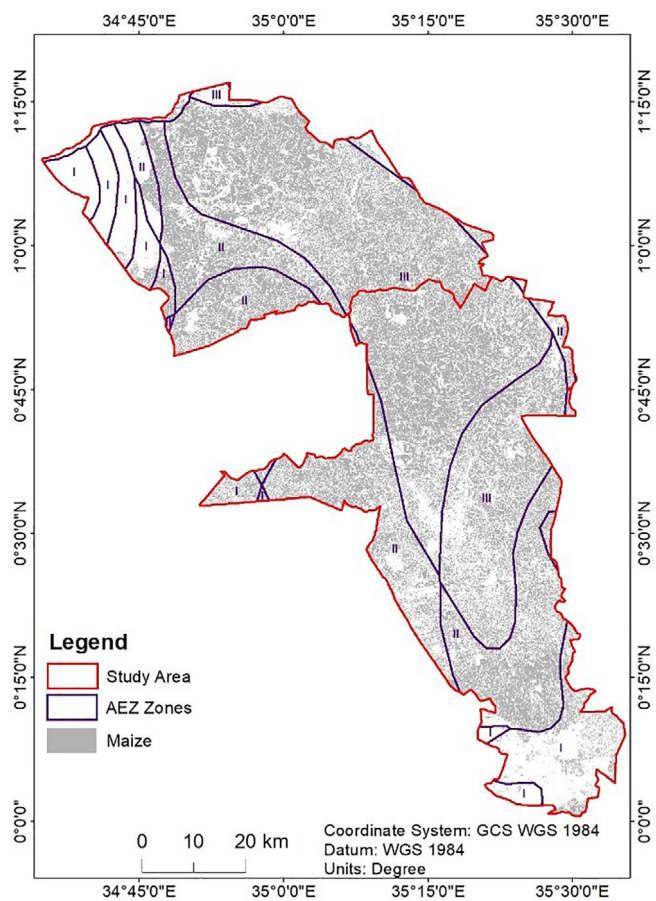 34°45'0"E 35°0'0"E 35°15'0"E 35°30'0"E
III
1°15'0"N 1°15'0"N
I I I II
I I II
1°0'0"N 1°0'0"N
III
II
II
0°45'0"N 0°45'0"N
I I III
0°30'0"N 0°30'0"N
II
II
Legend
Study Area
AEZ Zones
Maize
0°15'0"N 0°15'0"N
I I
I
0°0'0" 0°0'0"
0 10 20 km
Coordinate System: GCS WGS 1984
Datum: WGS 1984
Units: Degree
34°45'0"E 35°0'0"E 35°15'0"E 35°30'0"E